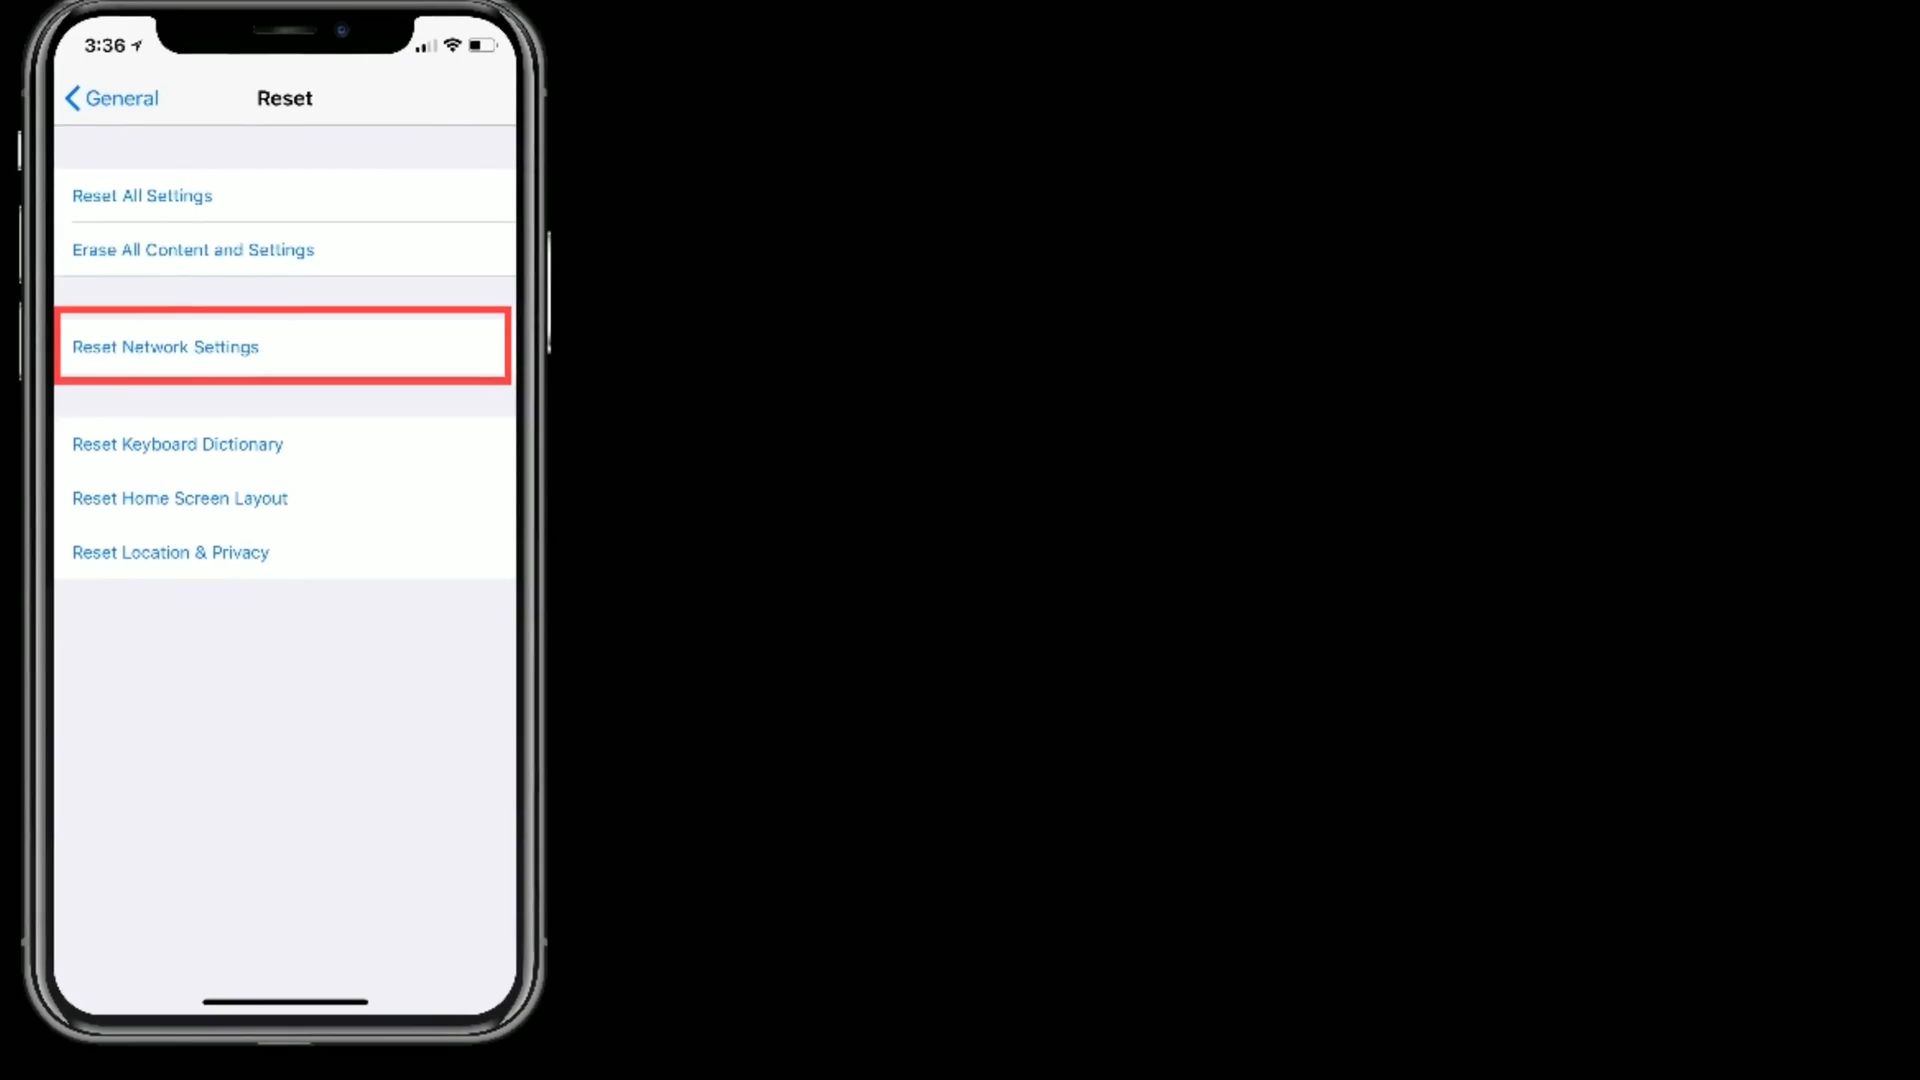 3:36
General
Reset
Reset All Settings
Erase All Content and Settings
Reset Network Settings
Reset Keyboard Dictionary
Reset Home Screen Layout
Reset Location & Privacy